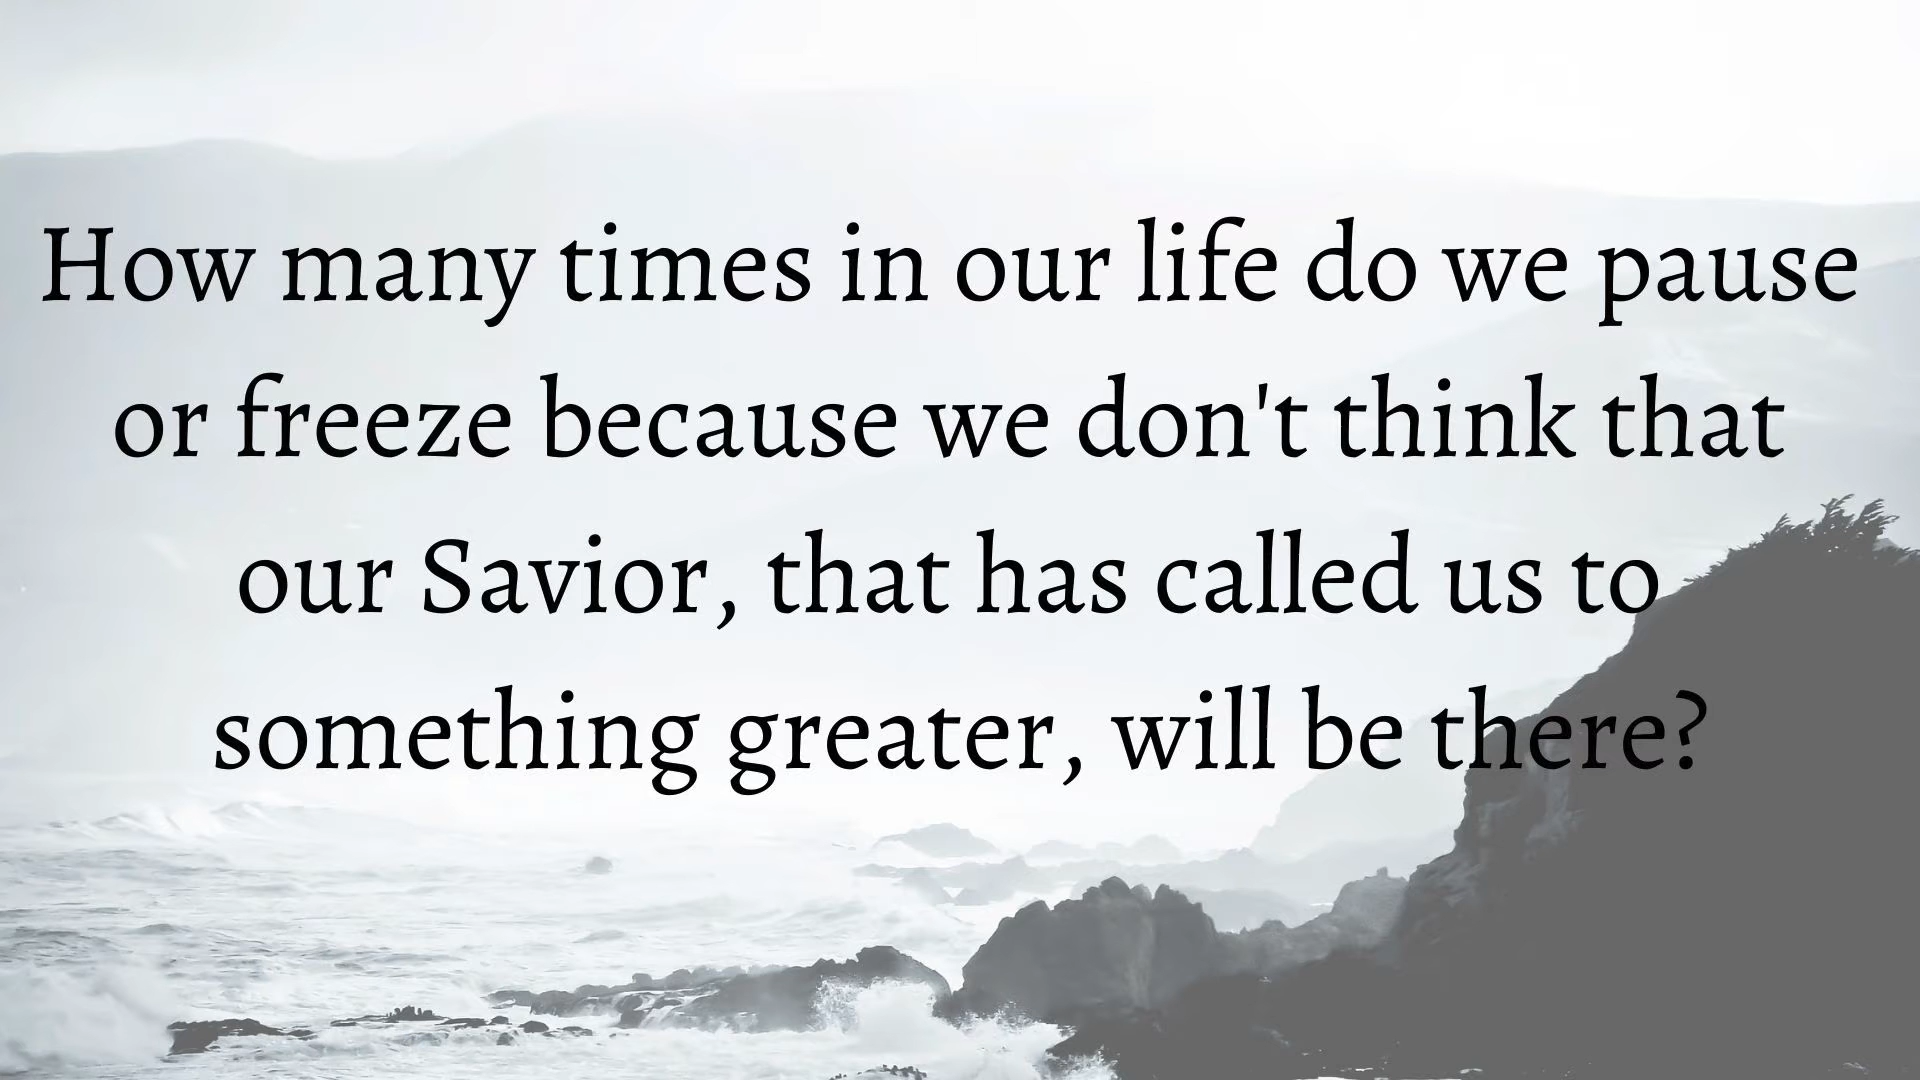 How many times in our life do we pause
or freeze because we don't think that
our Savior, that has called us to
something greater, will be there?